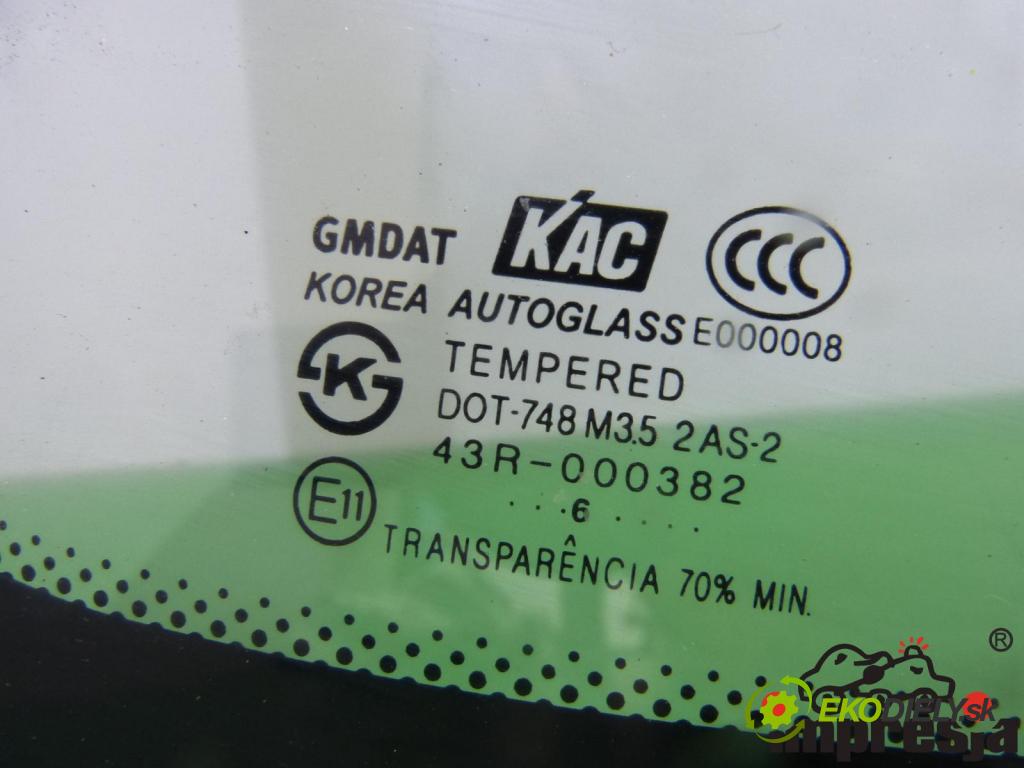 GMDAT KAC CCC
KOREA AUTOGLASS E000008
K TEMPERED
DOT-748 M3.5 2AS-2
43R-000382
E11 ...6 ....
TRANSPARÊNCIA 70% MIN.
®
EKODIELY.sk
impresja